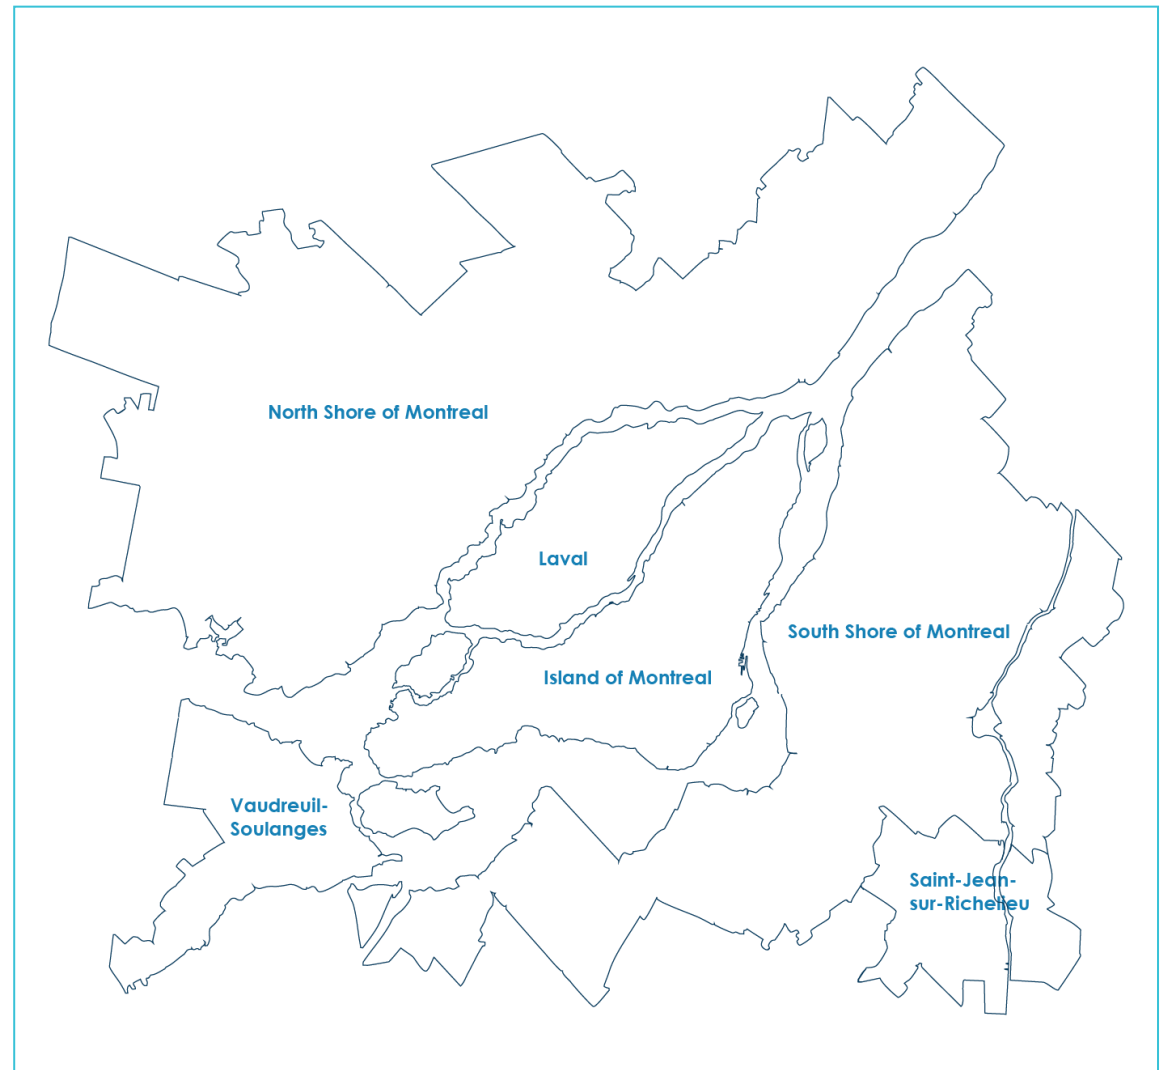 North Shore of Montreal
Laval
South Shore of Montreal
Island of Montreal
Vaudreuil-
Soulanges
Saint-Jean-
sur-Richelieu